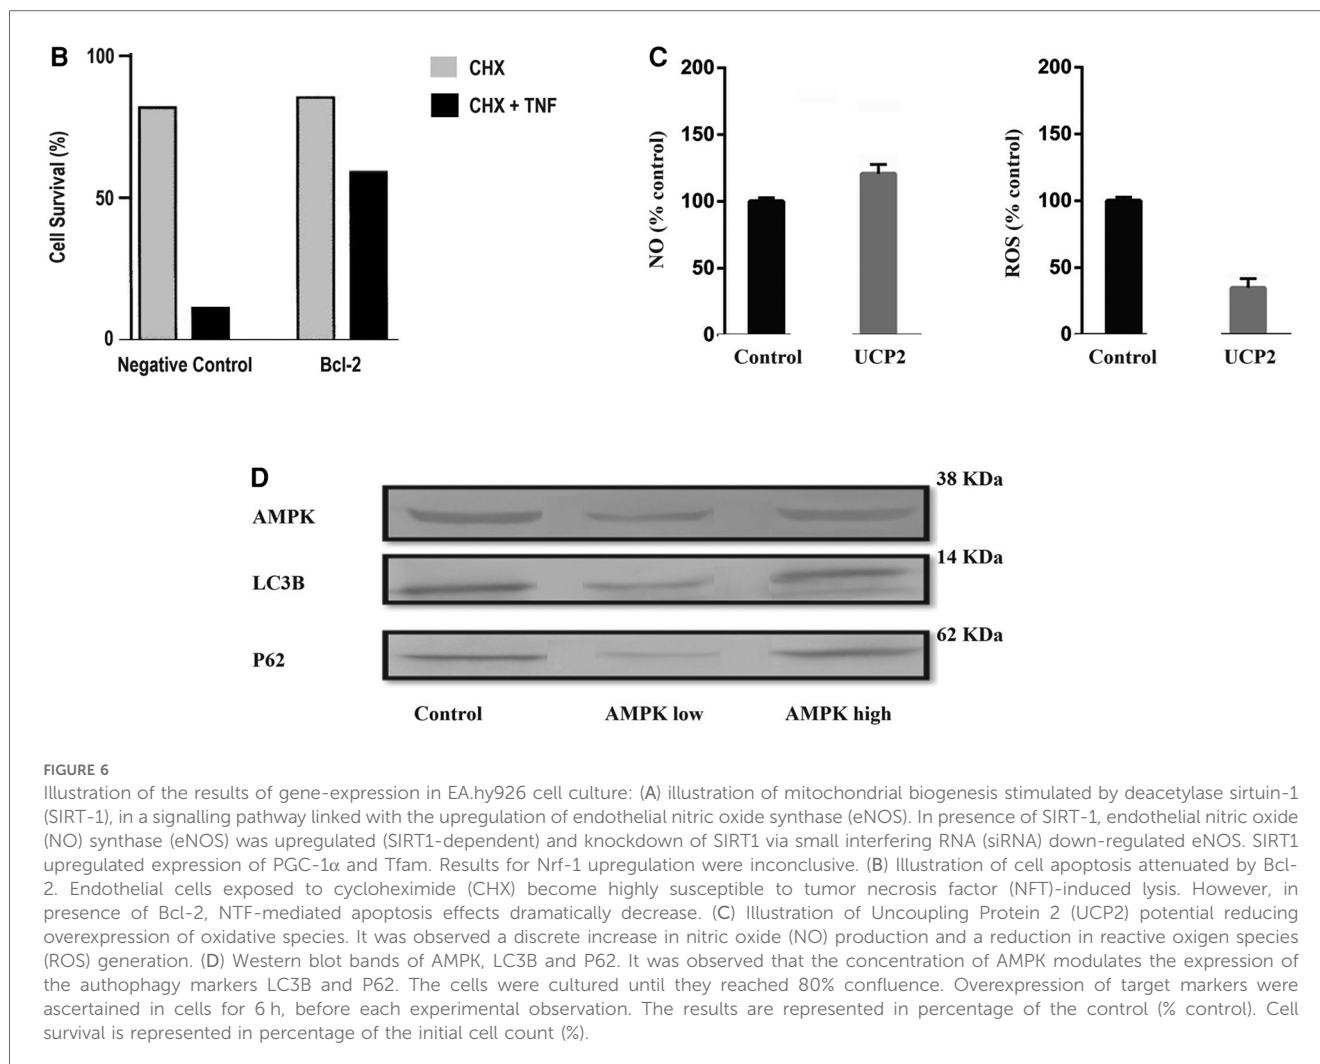 B
100
50
0
Cell Survival (%)
Negative Control
Bcl-2
CHX
CHX + TNF
C
200
150
100
50
0
NO (% control)
Control
UCP2
200
150
100
50
0
ROS (% control)
Control
UCP2
D
38 KDa
AMPK
14 KDa
LC3B
62 KDa
P62
Control
AMPK low
AMPK high
FIGURE 6
Illustration of the results of gene-expression in EA.hy926 cell culture: (A) illustration of mitochondrial biogenesis stimulated by deacetylase sirtuin-1
(SIRT-1), in a signalling pathway linked with the upregulation of endothelial nitric oxide synthase (eNOS). In presence of SIRT-1, endothelial nitric oxide
(NO) synthase (eNOS) was upregulated (SIRT1-dependent) and knockdown of SIRT1 via small interfering RNA (siRNA) down-regulated eNOS. SIRT1
upregulated expression of PGC-1α and Tfam. Results for Nrf-1 upregulation were inconclusive. (B) Illustration of cell apoptosis attenuated by Bcl-
2. Endothelial cells exposed to cycloheximide (CHX) become highly susceptible to tumor necrosis factor (NFT)-induced lysis. However, in
presence of Bcl-2, NTF-mediated apoptosis effects dramatically decrease. (C) Illustration of Uncoupling Protein 2 (UCP2) potential reducing
overexpression of oxidative species. It was observed a discrete increase in nitric oxide (NO) production and a reduction in reactive oxigen species
(ROS) generation. (D) Western blot bands of AMPK, LC3B and P62. It was observed that the concentration of AMPK modulates the expression of
the authophagy markers LC3B and P62. The cells were cultured until they reached 80% confluence. Overexpression of target markers were
ascertained in cells for 6 h, before each experimental observation. The results are represented in percentage of the control (% control). Cell
survival is represented in percentage of the initial cell count (%).